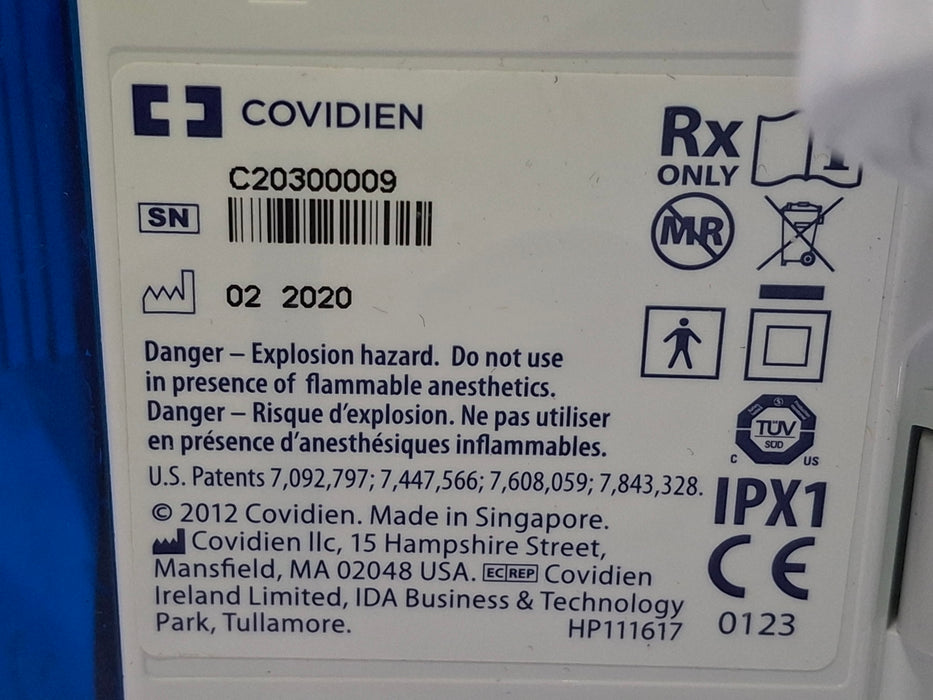 COVIDIEN
Rx
ONLY
C20300009
SN
MR
02 2020
Danger – Explosion hazard. Do not use
in presence of flammable anesthetics.
Danger – Risque d'explosion. Ne pas utiliser
en présence d'anesthésiques inflammables.
TÜV
SÜD
C US
U.S. Patents 7,092,797; 7,447,566; 7,608,059; 7,843,328.
IPX1
© 2012 Covidien. Made in Singapore.
Covidien llc, 15 Hampshire Street,
Mansfield, MA 02048 USA. EC REP Covidien
Ireland Limited, IDA Business & Technology
Park, Tullamore.
HP111617
CE
0123